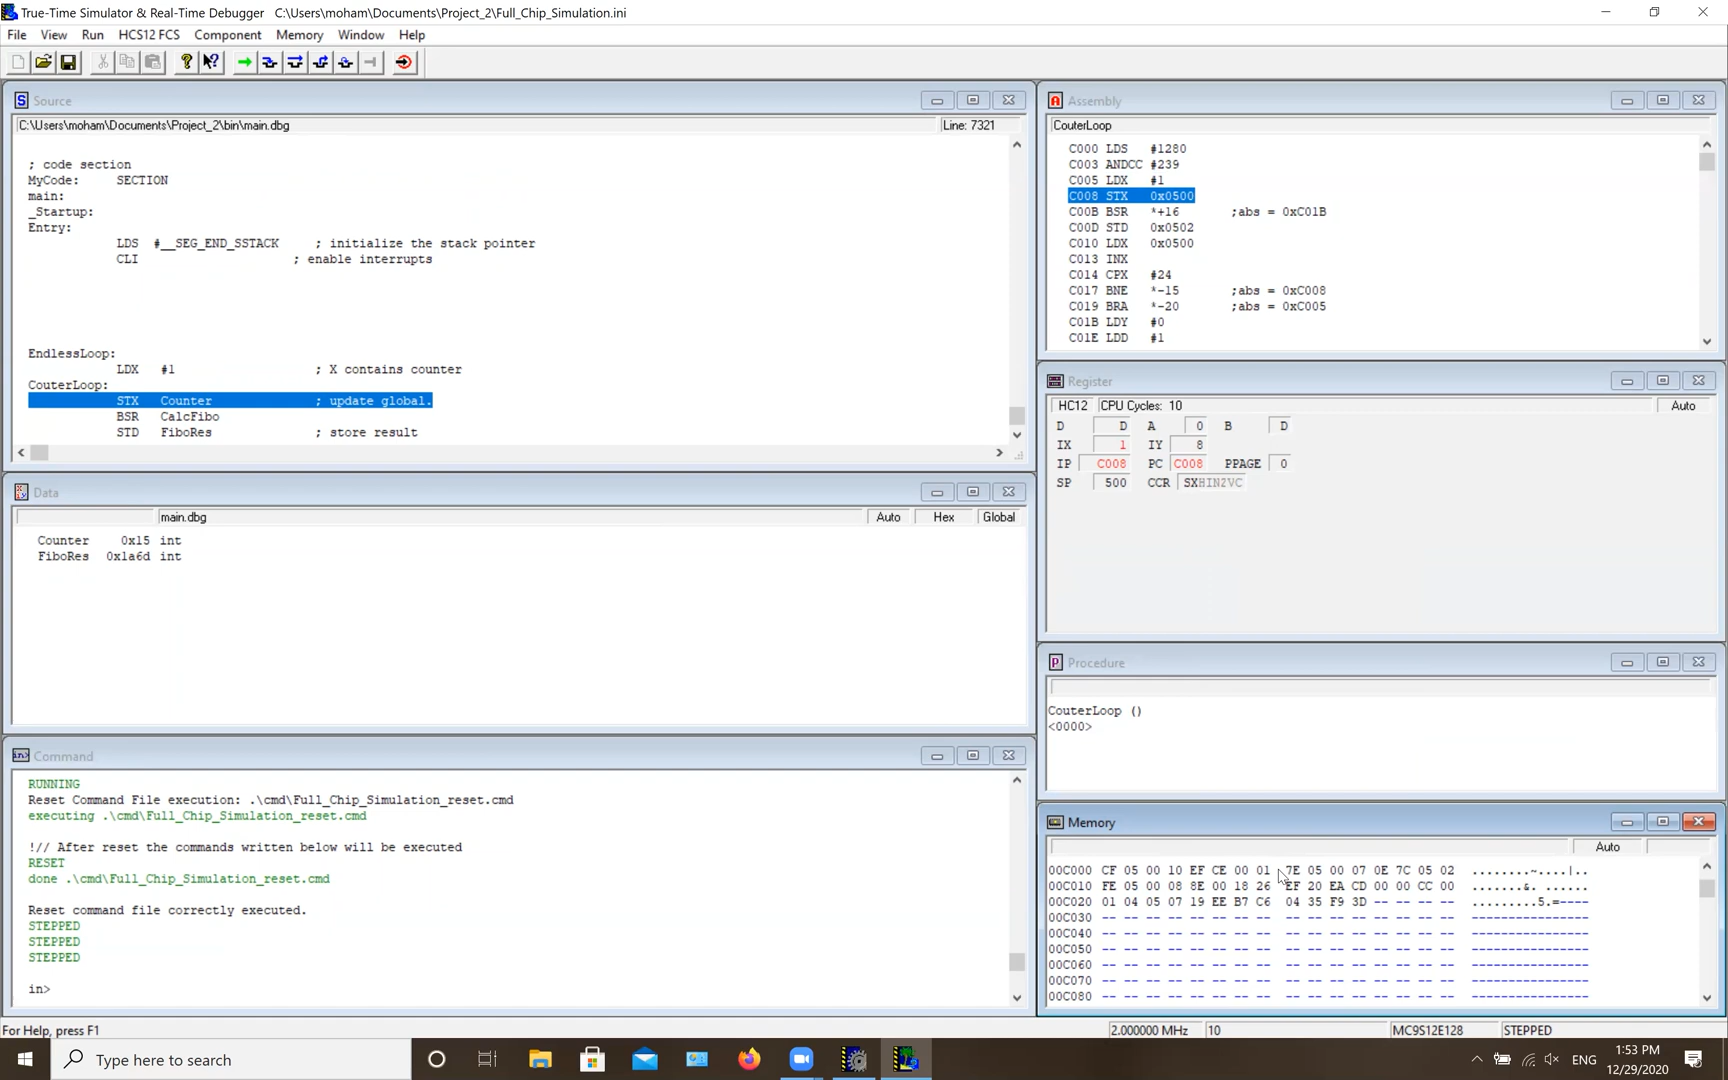 True-Time Simulator & Real-Time Debugger C:\Users\moham\Documents\Project_2\Full_Chip_Simulation.ini
File View Run HCS12 FCS Component Memory Window Help
Source
C:\Users\moham\Documents\Project_2\bin\main.dbg Line: 7321
; code section
MyCode: SECTION
main:
_Startup:
Entry:
LDS #__SEG_END_SSTACK ; initialize the stack pointer
CLI ; enable interrupts
EndlessLoop:
LDX #1 ; X contains counter
CouterLoop:
STX Counter ; update global.
BSR CalcFibo
STD FiboRes ; store result
Data
main.dbg Auto Hex Global
Counter 0x15 int
FiboRes 0x1a6d int
Command
RUNNING
Reset Command File execution: .\cmd\Full_Chip_Simulation_reset.cmd
executing .\cmd\Full_Chip_Simulation_reset.cmd
!// After reset the commands written below will be executed
RESET
done .\cmd\Full_Chip_Simulation_reset.cmd
Reset command file correctly executed.
STEPPED
STEPPED
STEPPED
in>
Assembly
CouterLoop
C000 LDS #1280
C003 ANDCC #239
C005 LDX #1
C008 STX 0x0500
C00B BSR *+16 ;abs = 0xC01B
C00D STD 0x0502
C010 LDX 0x0500
C013 INX
C014 CPX #24
C017 BNE *-15 ;abs = 0xC008
C019 BRA *-20 ;abs = 0xC005
C01B LDY #0
C01E LDD #1
Register
HC12 CPU Cycles: 10 Auto
D D A 0 B D
IX 1 IY 8
IP C008 PC C008 PPAGE 0
SP 500 CCR SXHINZVC
Procedure
CouterLoop ()
<0000>
Memory
Auto
00C000 CF 05 00 10 EF CE 00 01 7E 05 00 07 0E 7C 05 02 ........~....|..
00C010 FE 05 00 08 8E 00 18 26 EF 20 EA CD 00 00 CC 00 .......&. ......
00C020 01 04 05 07 19 EE B7 C6 04 35 F9 3D -- -- -- -- .........5.=----
00C030 -- -- -- -- -- -- -- -- -- -- -- -- -- -- -- -- ----------------
00C040 -- -- -- -- -- -- -- -- -- -- -- -- -- -- -- -- ----------------
00C050 -- -- -- -- -- -- -- -- -- -- -- -- -- -- -- -- ----------------
00C060 -- -- -- -- -- -- -- -- -- -- -- -- -- -- -- -- ----------------
00C070 -- -- -- -- -- -- -- -- -- -- -- -- -- -- -- -- ----------------
00C080 -- -- -- -- -- -- -- -- -- -- -- -- -- -- -- -- ----------------
For Help, press F1 2.000000 MHz 10 MC9S12E128 STEPPED
Type here to search
ENG
1:53 PM
12/29/2020